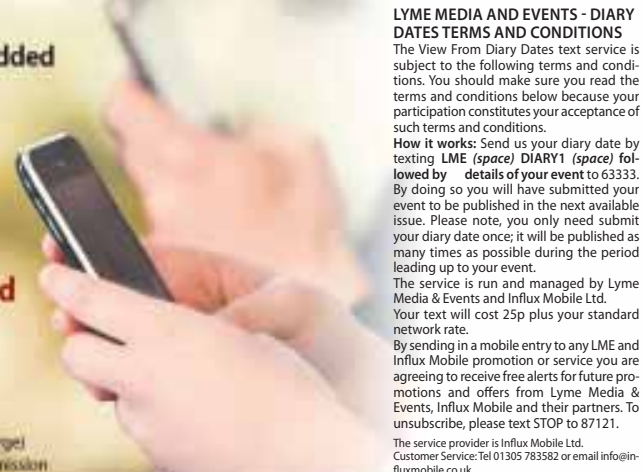 dded
d
rge)
mission
LYME MEDIA AND EVENTS - DIARY
DATES TERMS AND CONDITIONS
The View From Diary Dates text service is
subject to the following terms and condi-
tions. You should make sure you read the
terms and conditions below because your
participation constitutes your acceptance of
such terms and conditions.
How it works: Send us your diary date by
texting LME (space) DIARY1 (space) fol-
lowed by details of your event to 63333.
By doing so you will have submitted your
event to be published in the next available
issue. Please note, you only need submit
your diary date once; it will be published as
many times as possible during the period
leading up to your event.
The service is run and managed by Lyme
Media & Events and Influx Mobile Ltd.
Your text will cost 25p plus your standard
network rate.
By sending in a mobile entry to any LME and
Influx Mobile promotion or service you are
agreeing to receive free alerts for future pro-
motions and offers from Lyme Media &
Events, Influx Mobile and their partners. To
unsubscribe, please text STOP to 87121.
The service provider is Influx Mobile Ltd.
Customer Service: Tel 01305 783582 or email info@in-
fluxmobile.co.uk